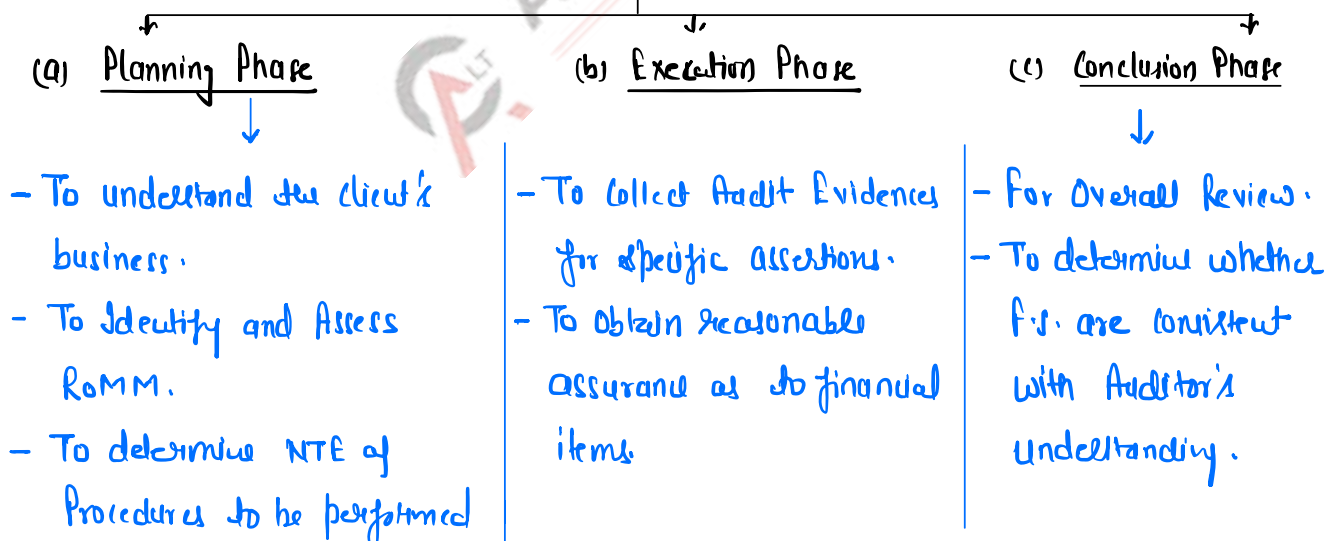 (a) Planning Phase
- To understand the client's
business.
- To Identify and Assess
RoMM.
- To determine NTE of
Procedures to be performed
(b) Execution Phase
- To Collect Audit Evidences
for specific assertions.
- To Obtain reasonable
assurance as to financial
items.
(c) Conclusion Phase
- For Overall Review.
- To determine whether
f.s. are consistent
with Auditor's
Understanding.
LT